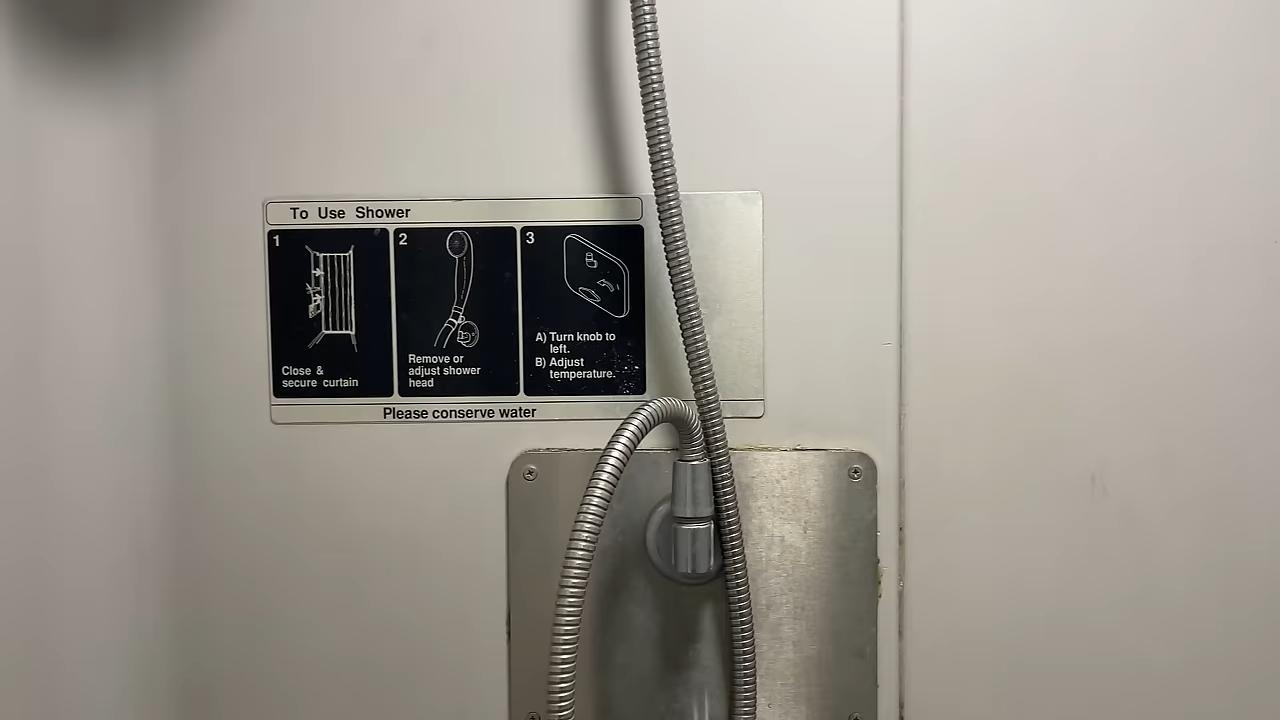 To Use Shower
1
Close &
secure curtain
2
Remove or
adjust shower
head
3
A) Turn knob to
left.
B) Adjust
temperature.
Please conserve water